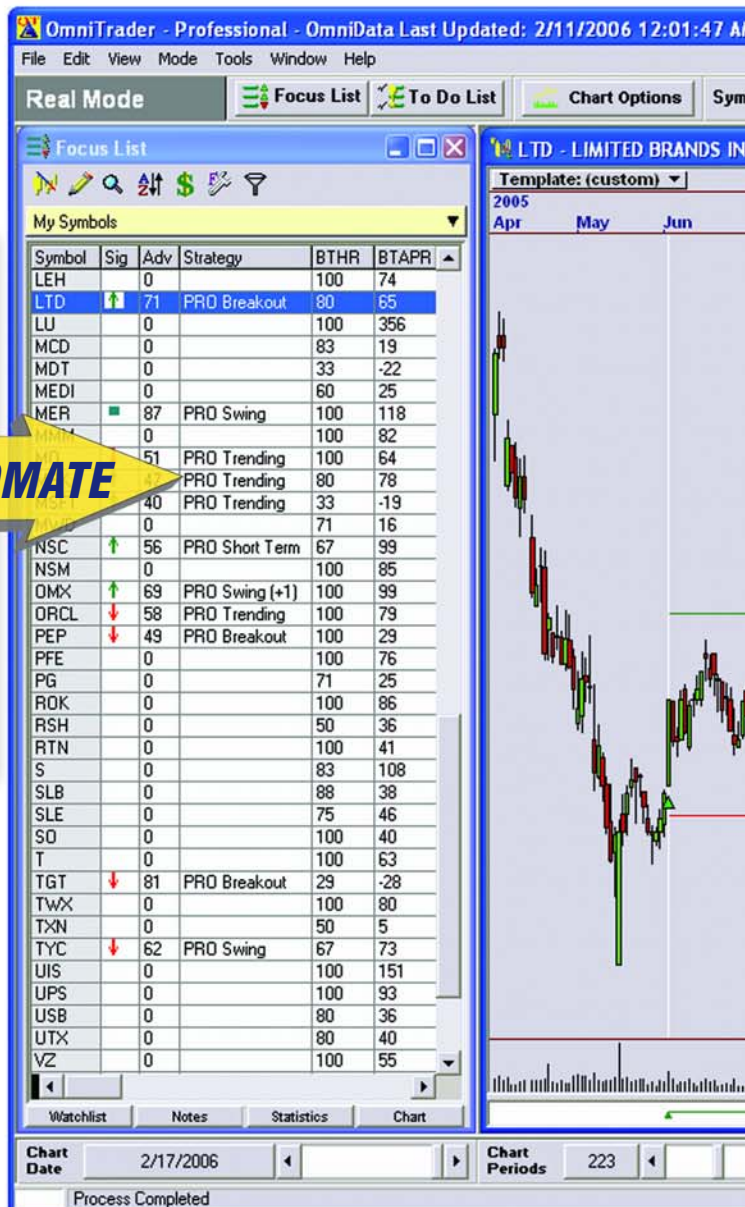 OmniTrader - Professional - OmniData Last Updated: 2/11/2006 12:01:47 AM
File Edit View Mode Tools Window Help
Real Mode Focus List To Do List Chart Options Sym
Focus List
My Symbols
Symbol Sig Adv Strategy BTHR BTAPR
LEH 0 100 74
LTD 71 PRO Breakout 80 65
LU 0 100 356
MCD 0 83 19
MDT 0 33 -22
MEDI 0 60 25
MER 87 PRO Swing 100 118
MMM 0 100 82
MO 51 PRO Trending 100 64
47 PRO Trending 80 78
MSFT 40 PRO Trending 33 -19
MWD 0 71 16
NSC 56 PRO Short Term 67 99
NSM 0 100 85
OMX 69 PRO Swing (+1) 100 99
ORCL 58 PRO Trending 100 79
PEP 49 PRO Breakout 100 29
PFE 0 100 76
PG 0 71 25
ROK 0 100 86
RSH 0 50 36
RTN 0 100 41
S 0 83 108
SLB 0 88 38
SLE 0 75 46
SO 0 100 40
T 0 100 63
TGT 81 PRO Breakout 29 -28
TWX 0 100 80
TXN 0 50 5
TYC 62 PRO Swing 67 73
UIS 0 100 151
UPS 0 100 93
USB 0 80 36
UTX 0 80 40
VZ 0 100 55
Watchlist Notes Statistics Chart
OMATE
LTD - LIMITED BRANDS IN
Template: (custom)
2005
Apr May Jun
Chart Date 2/17/2006
Chart Periods 223
Process Completed